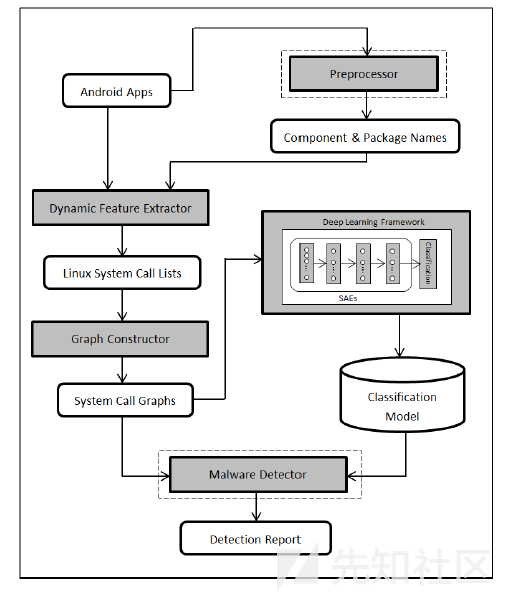 Preprocessor
Android Apps
Component & Package Names
Dynamic Feature Extractor
Deep Learning Framework
Classification
SAEs
Linux System Call Lists
Graph Constructor
System Call Graphs
Classification
Model
Malware Detector
Detection Report
先知社区